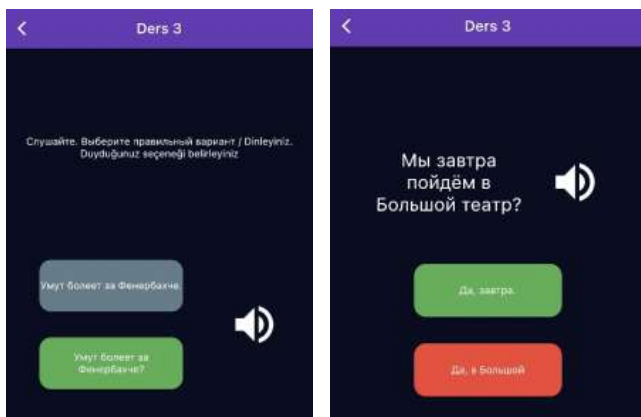 Ders 3
Слушайте. Выберите правильный вариант / Dinleyiniz.
Duyduğunuz seçeneği belirleyiniz
Умут болеет за Фенербахче.
Умут болеет за
Фенербахче?
Ders 3
Мы завтра
пойдём в
Большой театр?
Да, завтра.
Да, в Большой